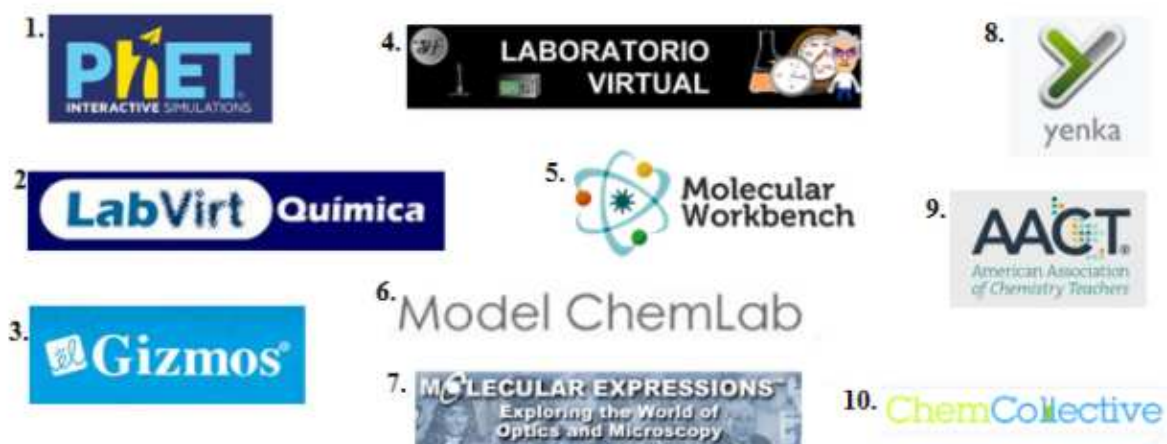 1.
PhET
INTERACTIVE SIMULATIONS
2
LabVirt Química
3.
Gizmos®
4.
LABORATORIO
VIRTUAL
5.
Molecular
Workbench
6.
Model ChemLab
7.
MOLECULAR EXPRESSIONS™
Exploring the World of
Optics and Microscopy
8.
yenka
9.
AACT®
American Association
of Chemistry Teachers
10.
ChemCollective